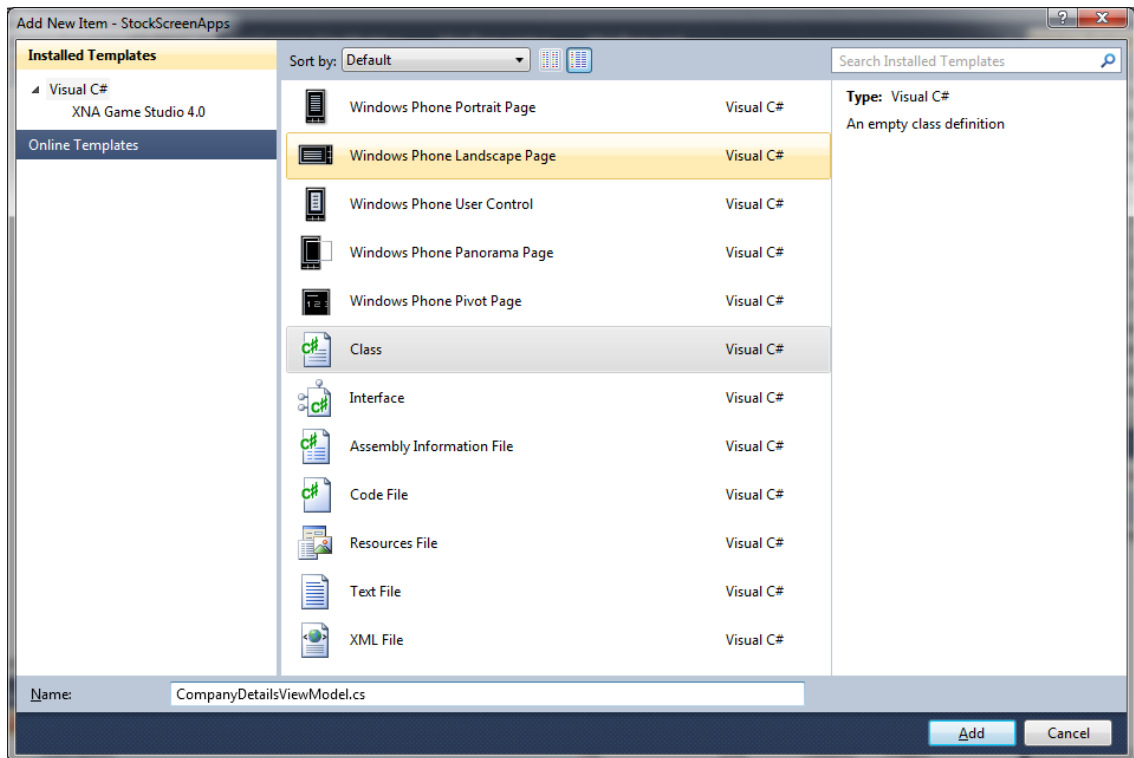 Add New Item - StockScreenApps
Installed Templates
Visual C#
XNA Game Studio 4.0
Online Templates
Sort by: Default
Search Installed Templates
Windows Phone Portrait Page Visual C#
Windows Phone Landscape Page Visual C#
Windows Phone User Control Visual C#
Windows Phone Panorama Page Visual C#
Windows Phone Pivot Page Visual C#
Class Visual C#
Interface Visual C#
Assembly Information File Visual C#
Code File Visual C#
Resources File Visual C#
Text File Visual C#
XML File Visual C#
Type: Visual C#
An empty class definition
Name: CompanyDetailsViewModel.cs
Add Cancel